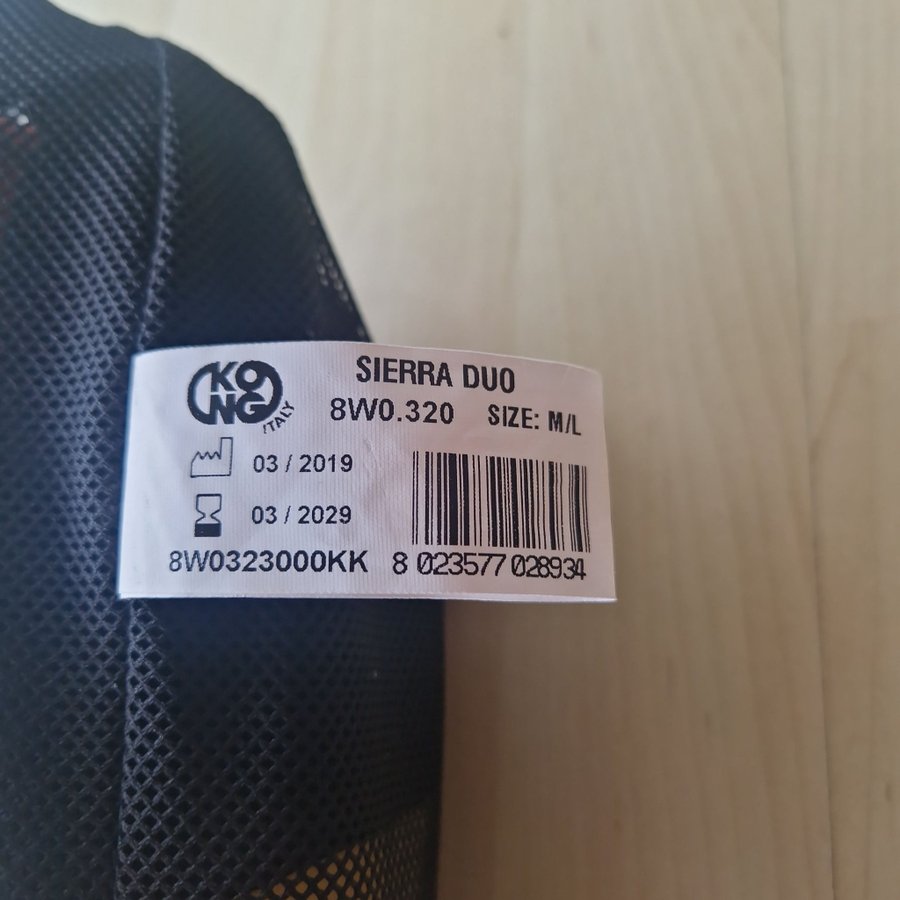 KONG
ITALY
SIERRA DUO
8W0.320 SIZE: M/L
03 / 2019
03 / 2029
8W0323000KK 8 023577 028934